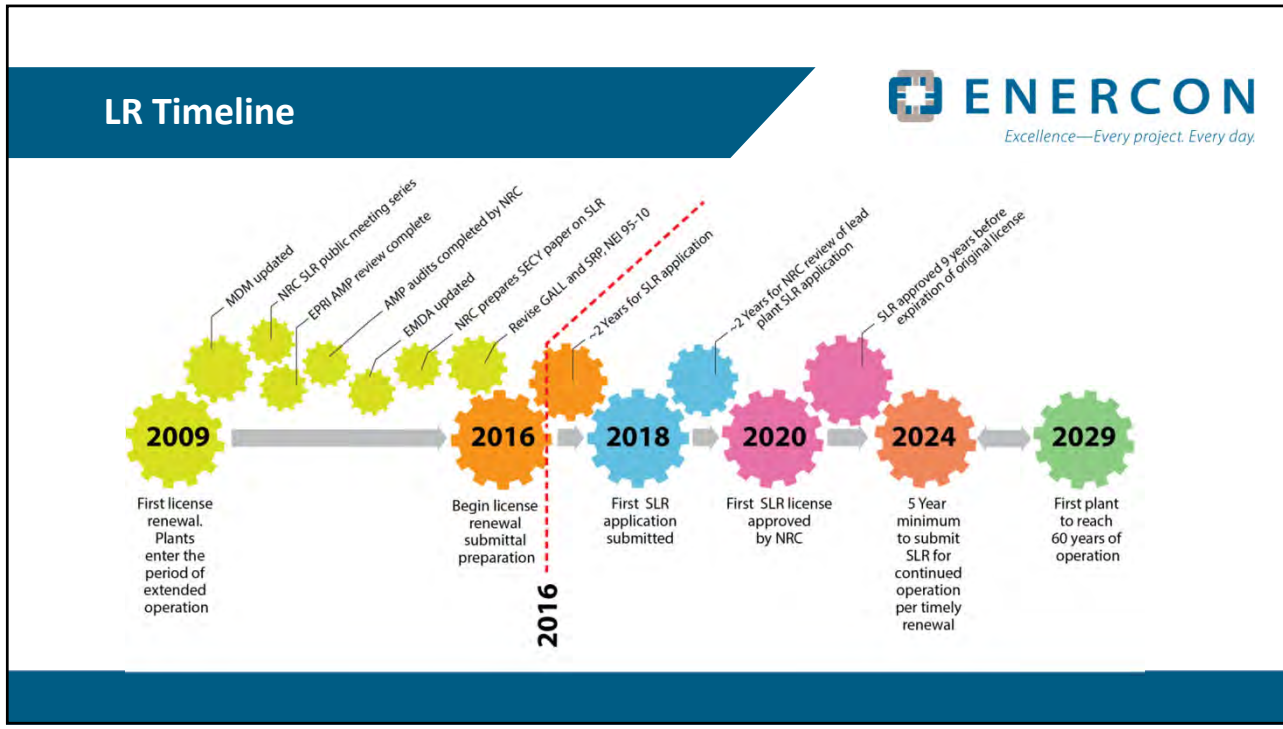 LR Timeline
ENERCON
Excellence—Every project. Every day.
MDM updated
NRC SLR public meeting series
EPRI AMP review complete
AMP audits completed by NRC
EMDA updated
NRC prepares SECY paper on SLR
Revise GALL and SRP, NEI 95-10
~2 Years for SLR application
~2 Years for NRC review of lead
plant SLR application
SLR approved 9 years before
expiration of original license
2009
2016
2018
2020
2024
2029
First license
renewal.
Plants
enter the
period of
extended
operation
Begin license
renewal
submittal
preparation
First SLR
application
submitted
First SLR license
approved
by NRC
5 Year
minimum
to submit
SLR for
continued
operation
per timely
renewal
First plant
to reach
60 years of
operation
2016